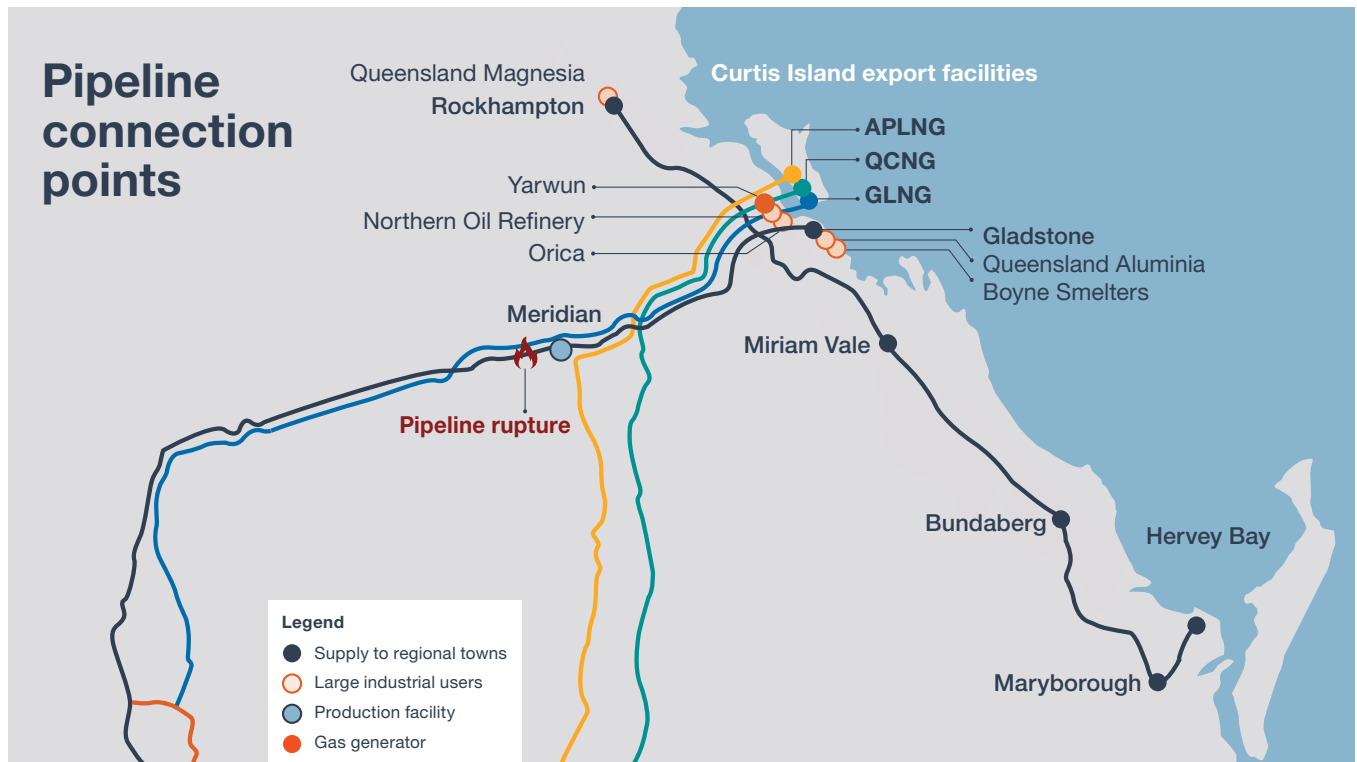 Pipeline
connection
points
Queensland Magnesia
Rockhampton
Curtis Island export facilities
APLNG
QCNG
GLNG
Yarwun
Northern Oil Refinery
Orica
Gladstone
Queensland Aluminia
Boyne Smelters
Meridian
Miriam Vale
Pipeline rupture
Bundaberg
Hervey Bay
Maryborough
Legend
Supply to regional towns
Large industrial users
Production facility
Gas generator